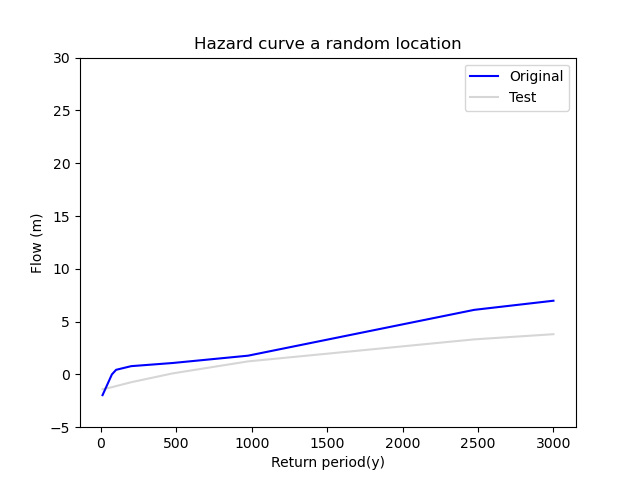 Hazard curve a random location
30
25
20
15
10
5
0
−5
Flow (m)
Original
Test
0 500 1000 1500 2000 2500 3000
Return period(y)